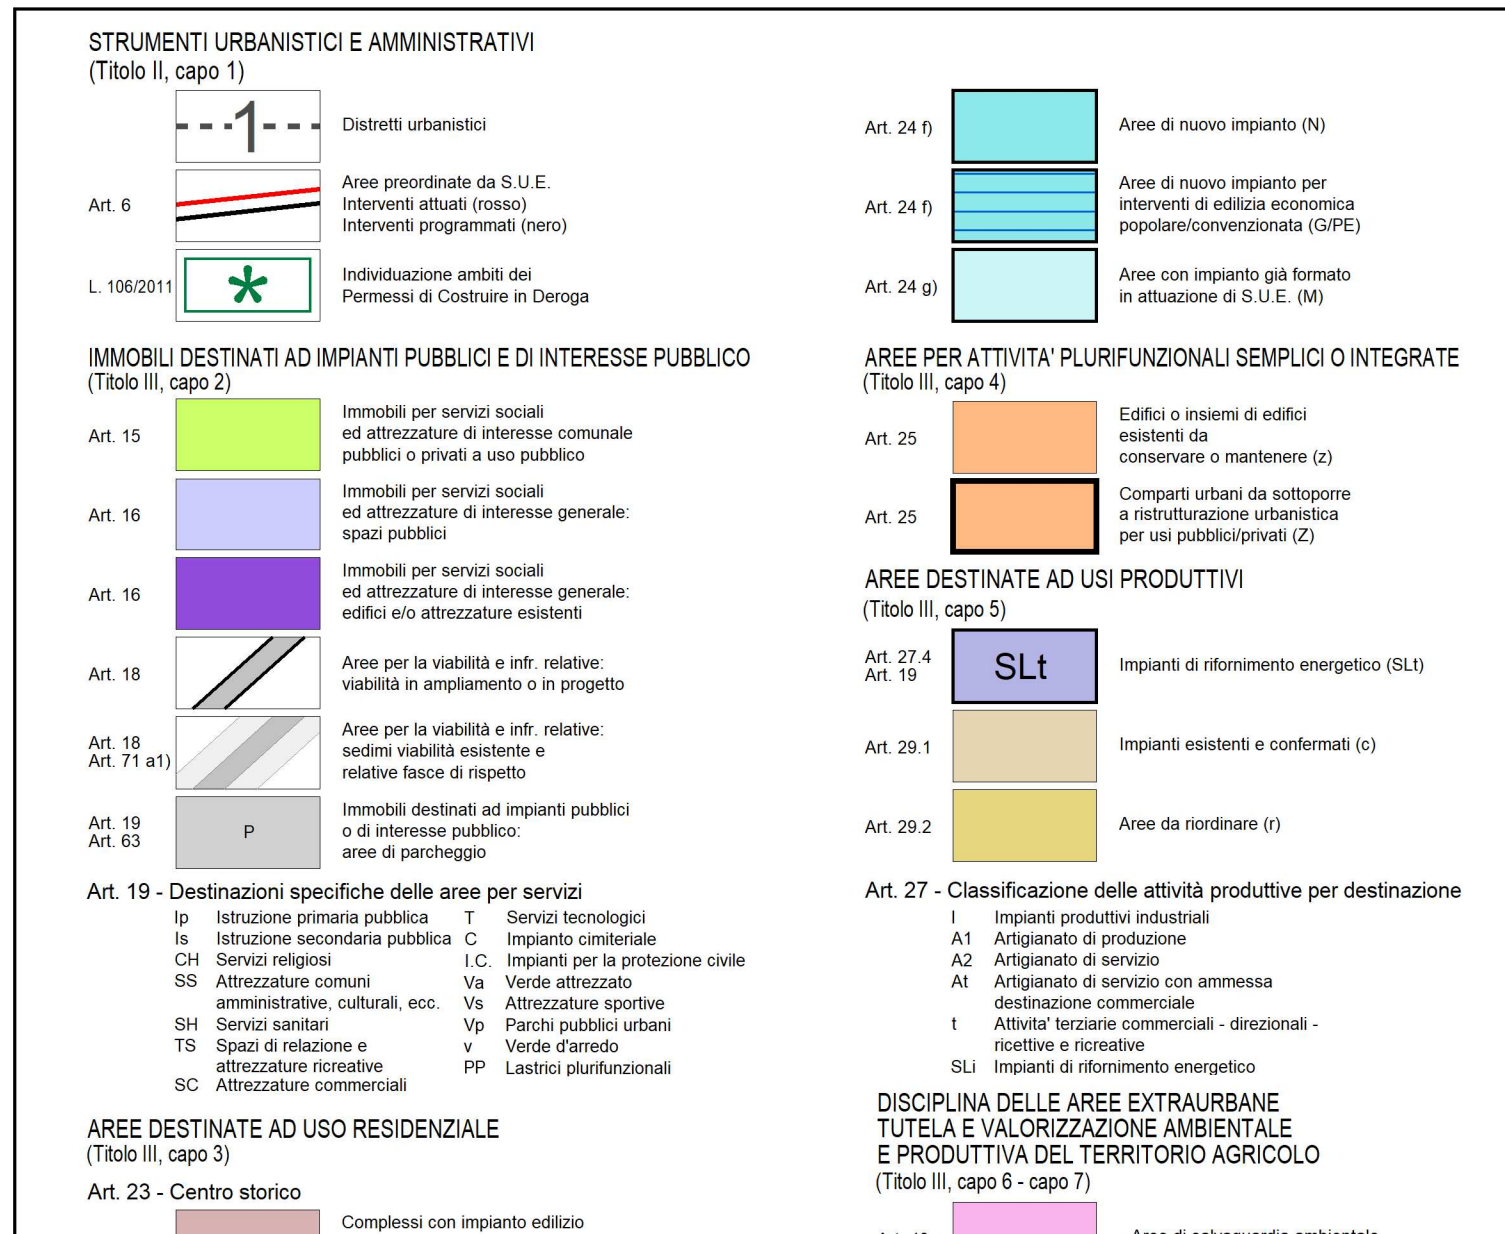 STRUMENTI URBANISTICI E AMMINISTRATIVI
(Titolo II, capo 1)
1
Distretti urbanistici
Art. 6
Aree preordinate da S.U.E.
Interventi attuati (rosso)
Interventi programmati (nero)
L. 106/2011
*
Individuazione ambiti dei
Permessi di Costruire in Deroga
IMMOBILI DESTINATI AD IMPIANTI PUBBLICI E DI INTERESSE PUBBLICO
(Titolo III, capo 2)
Art. 15
Immobili per servizi sociali
ed attrezzature di interesse comunale
pubblici o privati a uso pubblico
Art. 16
Immobili per servizi sociali
ed attrezzature di interesse generale:
spazi pubblici
Art. 16
Immobili per servizi sociali
ed attrezzature di interesse generale:
edifici e/o attrezzature esistenti
Art. 18
Aree per la viabilità e infr. relative:
viabilità in ampliamento o in progetto
Art. 18
Art. 71 a1)
Aree per la viabilità e infr. relative:
sedimi viabilità esistente e
relative fasce di rispetto
Art. 19
Art. 63
P
Immobili destinati ad impianti pubblici
o di interesse pubblico:
aree di parcheggio
Art. 19 - Destinazioni specifiche delle aree per servizi
Ip Istruzione primaria pubblica
Is Istruzione secondaria pubblica
CH Servizi religiosi
SS Attrezzature comuni
amministrative, culturali, ecc.
SH Servizi sanitari
TS Spazi di relazione e
attrezzature ricreative
SC Attrezzature commerciali
T Servizi tecnologici
C Impianto cimiteriale
I.C. Impianti per la protezione civile
Va Verde attrezzato
Vs Attrezzature sportive
Vp Parchi pubblici urbani
v Verde d'arredo
PP Lastrici plurifunzionali
AREE DESTINATE AD USO RESIDENZIALE
(Titolo III, capo 3)
Art. 23 - Centro storico
Complessi con impianto edilizio
Art. 24 f)
Aree di nuovo impianto (N)
Art. 24 f)
Aree di nuovo impianto per
interventi di edilizia economica
popolare/convenzionata (G/PE)
Art. 24 g)
Aree con impianto già formato
in attuazione di S.U.E. (M)
AREE PER ATTIVITA' PLURIFUNZIONALI SEMPLICI O INTEGRATE
(Titolo III, capo 4)
Art. 25
Edifici o insiemi di edifici
esistenti da
conservare o mantenere (z)
Art. 25
Comparti urbani da sottoporre
a ristrutturazione urbanistica
per usi pubblici/privati (Z)
AREE DESTINATE AD USI PRODUTTIVI
(Titolo III, capo 5)
Art. 27.4
Art. 19
SLt
Impianti di rifornimento energetico (SLt)
Art. 29.1
Impianti esistenti e confermati (c)
Art. 29.2
Aree da riordinare (r)
Art. 27 - Classificazione delle attività produttive per destinazione
I Impianti produttivi industriali
A1 Artigianato di produzione
A2 Artigianato di servizio
At Artigianato di servizio con ammessa
destinazione commerciale
t Attivita' terziarie commerciali - direzionali -
ricettive e ricreative
SLi Impianti di rifornimento energetico
DISCIPLINA DELLE AREE EXTRAURBANE
TUTELA E VALORIZZAZIONE AMBIENTALE
E PRODUTTIVA DEL TERRITORIO AGRICOLO
(Titolo III, capo 6 - capo 7)
Aree di salvaguardia ambientale